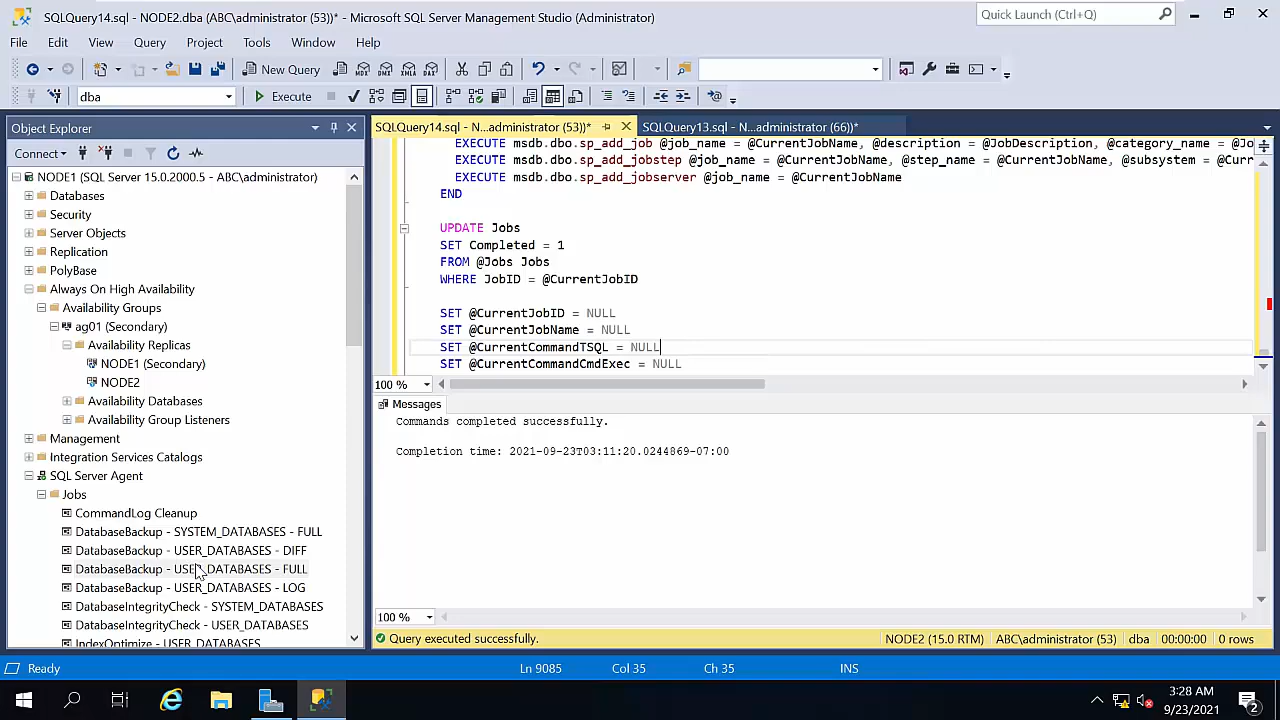 SQLQuery14.sql - NODE2.dba (ABC\administrator (53))* - Microsoft SQL Server Management Studio (Administrator)
Quick Launch (Ctrl+Q)
File Edit View Query Project Tools Window Help
New Query
MDX DMX XMLA DAX
dba
Execute
Object Explorer
Connect
NODE1 (SQL Server 15.0.2000.5 - ABC\administrator)
Databases
Security
Server Objects
Replication
PolyBase
Always On High Availability
Availability Groups
ag01 (Secondary)
Availability Replicas
NODE1 (Secondary)
NODE2
Availability Databases
Availability Group Listeners
Management
Integration Services Catalogs
SQL Server Agent
Jobs
CommandLog Cleanup
DatabaseBackup - SYSTEM_DATABASES - FULL
DatabaseBackup - USER_DATABASES - DIFF
DatabaseBackup - USER_DATABASES - FULL
DatabaseBackup - USER_DATABASES - LOG
DatabaseIntegrityCheck - SYSTEM_DATABASES
DatabaseIntegrityCheck - USER_DATABASES
IndexOptimize - USER_DATABASES
SQLQuery14.sql - N...administrator (53))* SQLQuery13.sql - N...administrator (66))*
EXECUTE msdb.dbo.sp_add_job @job_name = @CurrentJobName, @description = @JobDescription, @category_name = @Jo
EXECUTE msdb.dbo.sp_add_jobstep @job_name = @CurrentJobName, @step_name = @CurrentJobName, @subsystem = @Curr
EXECUTE msdb.dbo.sp_add_jobserver @job_name = @CurrentJobName
END
UPDATE Jobs
SET Completed = 1
FROM @Jobs Jobs
WHERE JobID = @CurrentJobID
SET @CurrentJobID = NULL
SET @CurrentJobName = NULL
SET @CurrentCommandTSQL = NULL
SET @CurrentCommandCmdExec = NULL
100 %
Messages
Commands completed successfully.
Completion time: 2021-09-23T03:11:20.0244869-07:00
100 %
Query executed successfully. NODE2 (15.0 RTM) ABC\administrator (53) dba 00:00:00 0 rows
Ready Ln 9085 Col 35 Ch 35 INS
3:28 AM
9/23/2021
2